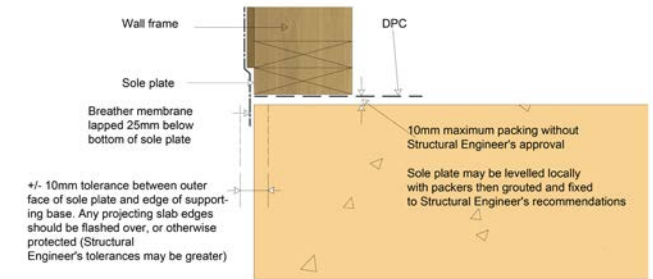 Wall frame
DPC
Sole plate
Breather membrane
lapped 25mm below
bottom of sole plate
10mm maximum packing without
Structural Engineer's approval
Sole plate may be levelled locally
with packers then grouted and fixed
to Structural Engineer's recommendations
+/- 10mm tolerance between outer
face of sole plate and edge of support-
ing base. Any projecting slab edges
should be flashed over, or otherwise
protected (Structural
Engineer's tolerances may be greater)